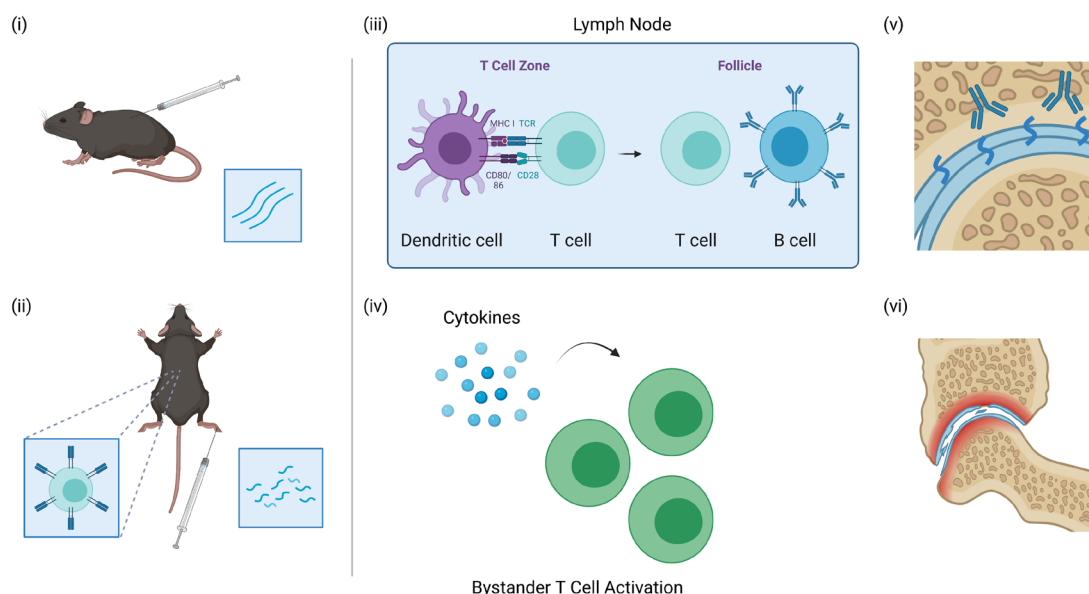 (i)
(iii)
Lymph Node
(v)
T Cell Zone
Follicle
MHC I TCR
CD80/
86
CD28
Dendritic cell
T cell
T cell
B cell
(ii)
(iv)
Cytokines
(vi)
Bystander T Cell Activation